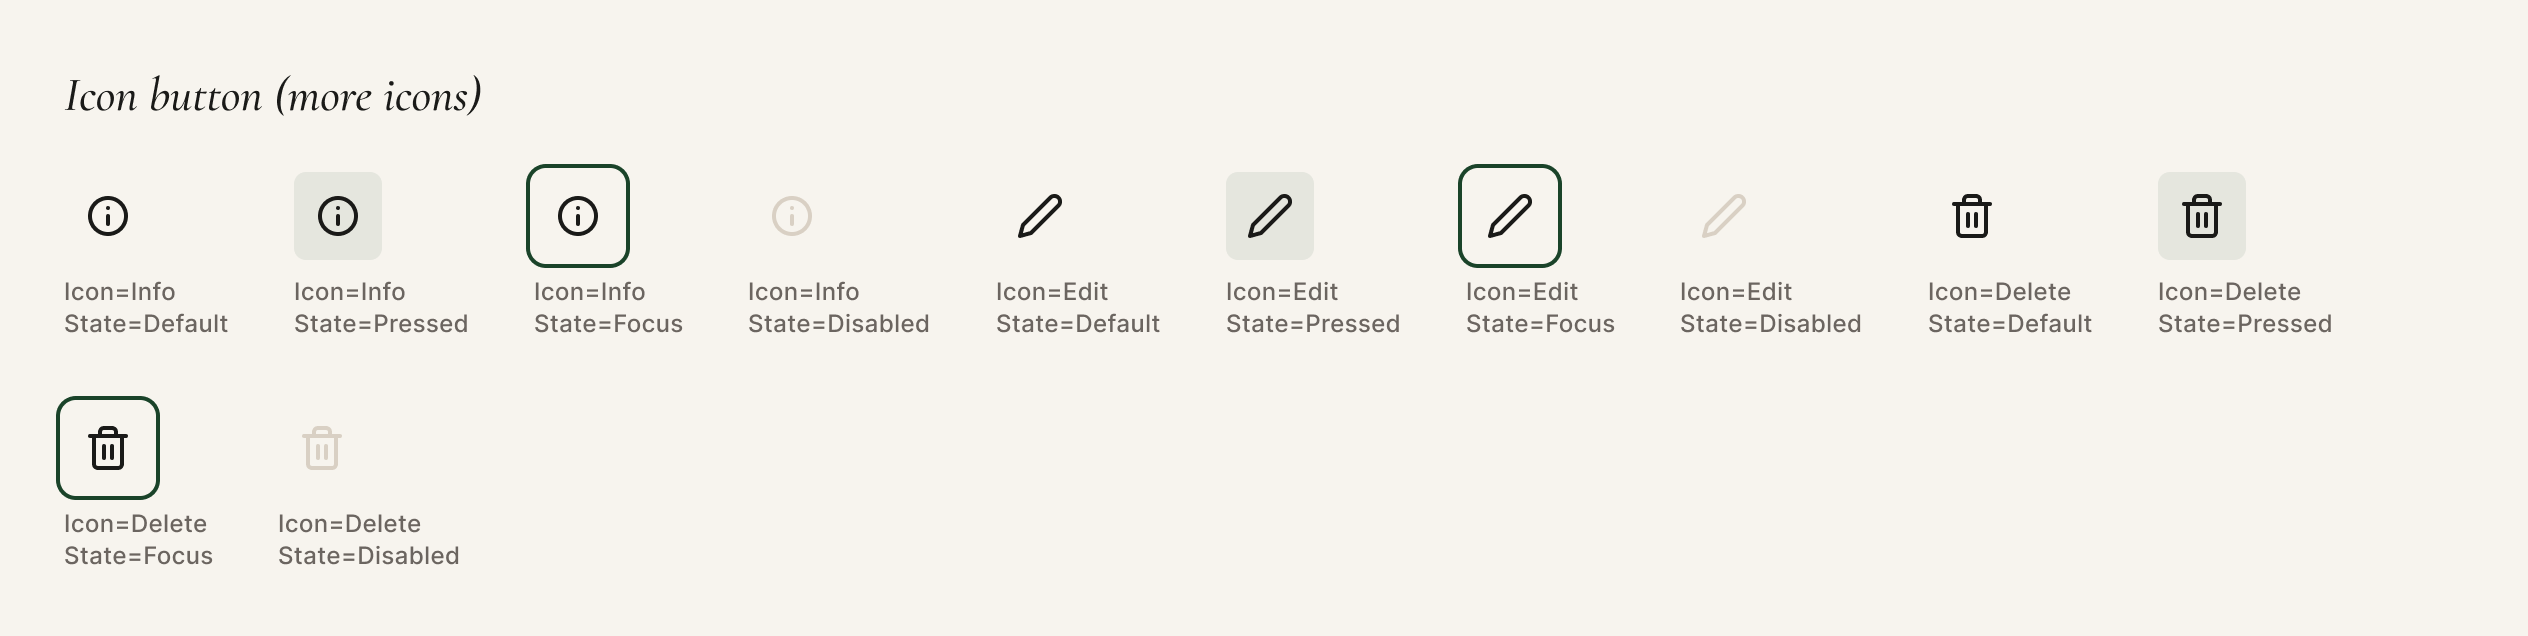 Icon button (more icons)
Icon=Info
State=Default
Icon=Info
State=Pressed
Icon=Info
State=Focus
Icon=Info
State=Disabled
Icon=Edit
State=Default
Icon=Edit
State=Pressed
Icon=Edit
State=Focus
Icon=Edit
State=Disabled
Icon=Delete
State=Default
Icon=Delete
State=Pressed
Icon=Delete
State=Focus
Icon=Delete
State=Disabled